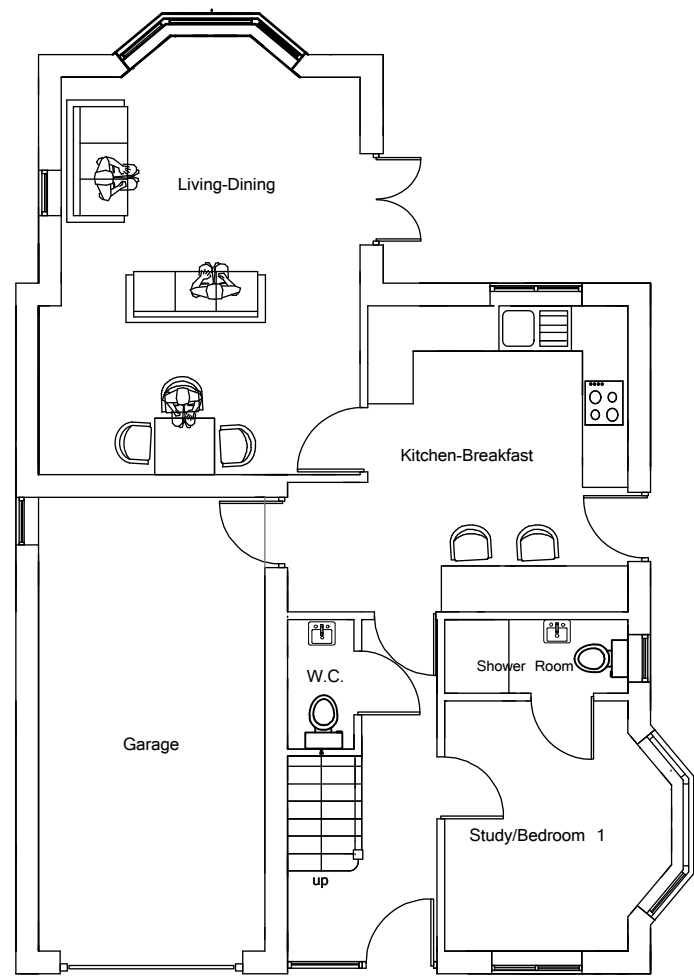 Living-Dining
Kitchen-Breakfast
Shower Room
W.C.
Garage
Study/Bedroom 1
up